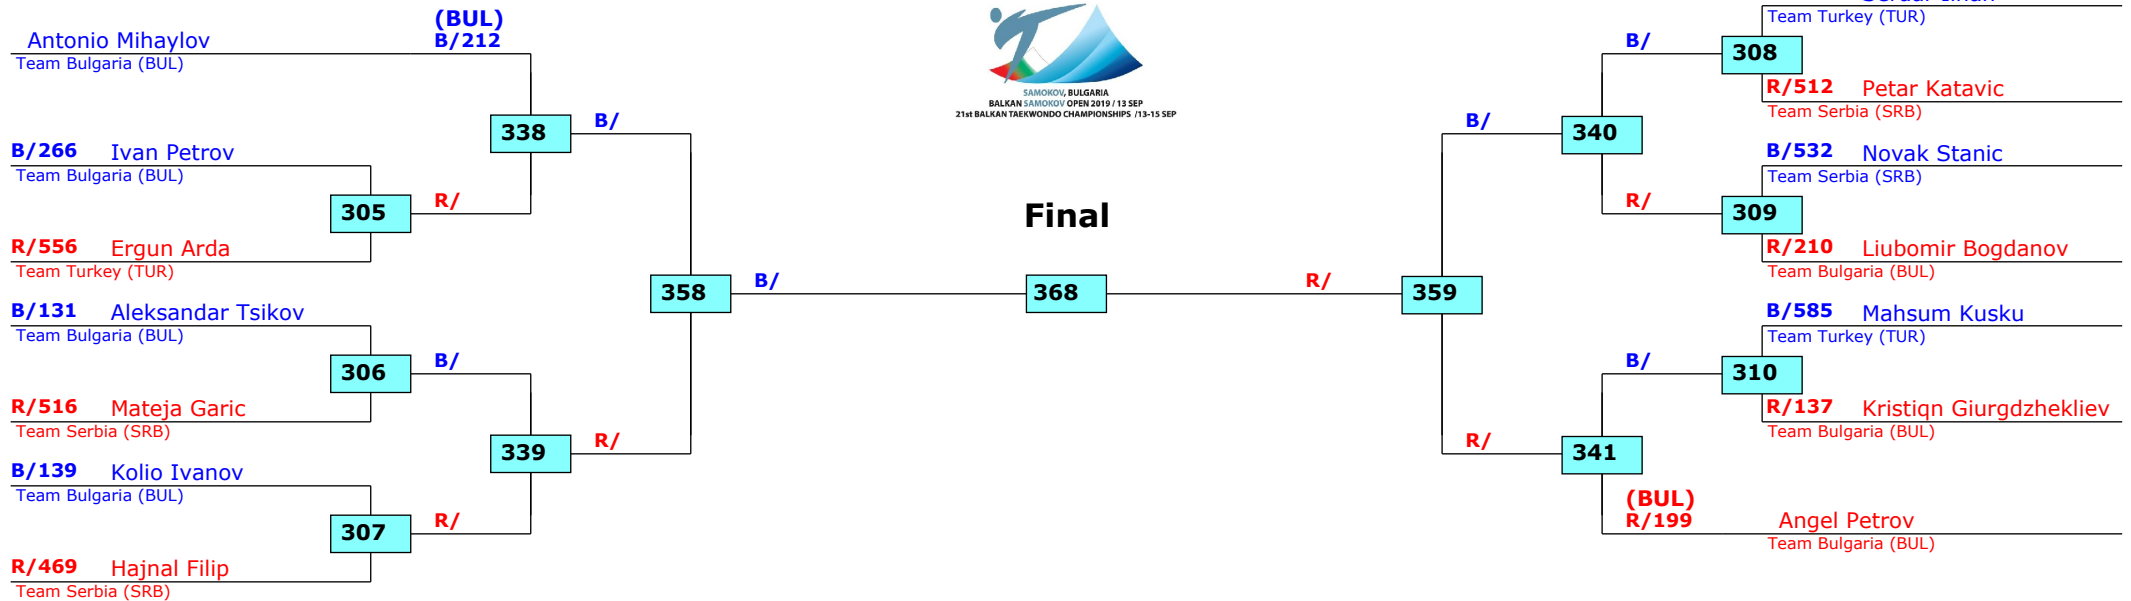 (BUL)
Antonio Mihaylov
B/212
Team Bulgaria (BUL)
338
B/
B/266 Ivan Petrov
Team Bulgaria (BUL)
305
R/
R/556 Ergun Arda
Team Turkey (TUR)
358
B/
B/131 Aleksandar Tsikov
Team Bulgaria (BUL)
306
B/
R/516 Mateja Garic
Team Serbia (SRB)
339
R/
B/139 Kolio Ivanov
Team Bulgaria (BUL)
307
R/
R/469 Hajnal Filip
Team Serbia (SRB)
SAMOKOV, BULGARIA
BALKAN SAMOKOV OPEN 2019 / 13 SEP
21st BALKAN TAEKWONDO CHAMPIONSHIPS /13-15 SEP
Final
368
Team Turkey (TUR)
B/
308
R/512 Petar Katavic
Team Serbia (SRB)
B/
340
B/532 Novak Stanic
Team Serbia (SRB)
R/
309
R/210 Liubomir Bogdanov
Team Bulgaria (BUL)
R/
359
B/585 Mahsum Kusku
Team Turkey (TUR)
B/
310
R/137 Kristiqn Giurgdzhekliev
Team Bulgaria (BUL)
R/
341
(BUL)
R/199 Angel Petrov
Team Bulgaria (BUL)